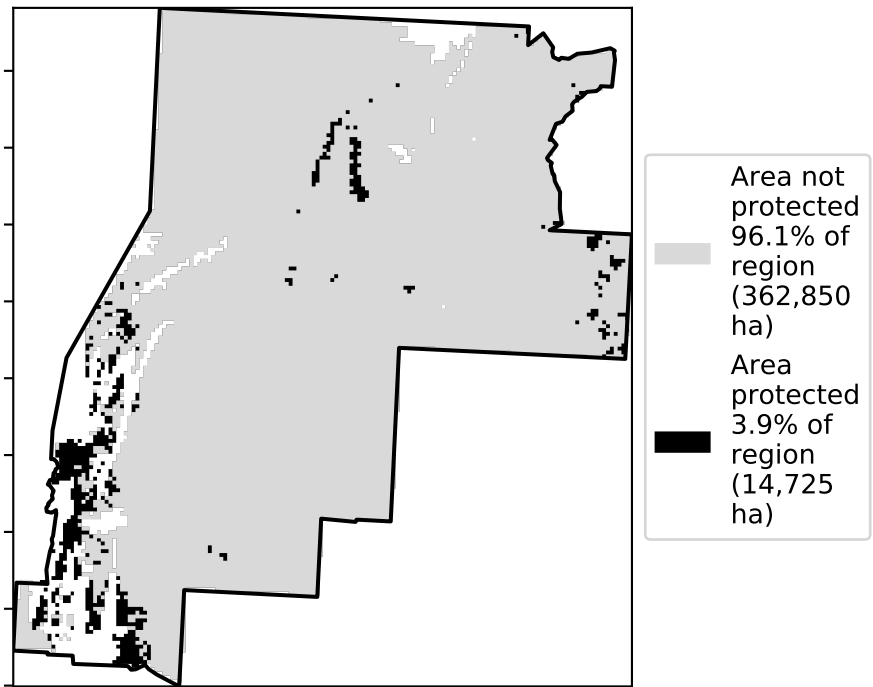 Area not
protected
96.1% of
region
(362,850
ha)
Area
protected
3.9% of
region
(14,725
ha)